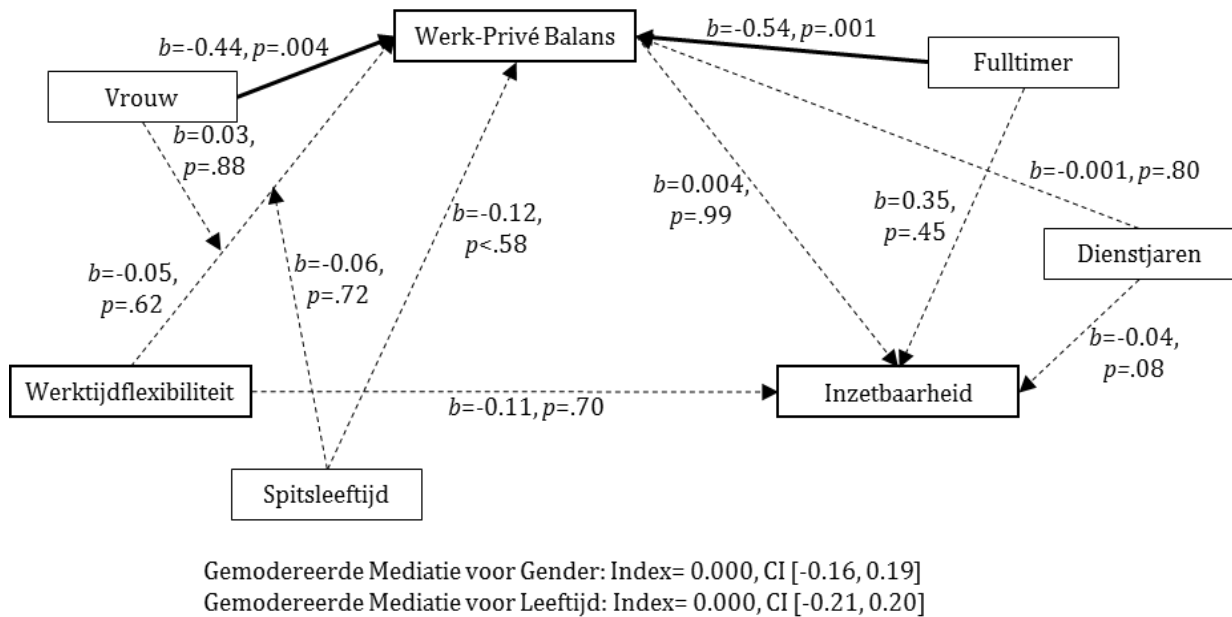 Werk-Privé Balans
b=-0.44, p=.004
b=-0.54, p=.001
Fulltimer
Vrouw
b=0.03,
p=.88
b=-0.001, p=.80
b=0.004,
p=.99
b=0.35,
p=.45
b=-0.12,
p<.58
Dienstjaren
b=-0.05,
p=.62
b=-0.06,
p=.72
b=-0.04,
p=.08
Werktijdflexibiliteit
Inzetbaarheid
b=-0.11, p=.70
Spitsleeftijd
Gemodereerde Mediatie voor Gender: Index= 0.000, CI [-0.16, 0.19]
Gemodereerde Mediatie voor Leeftijd: Index= 0.000, CI [-0.21, 0.20]